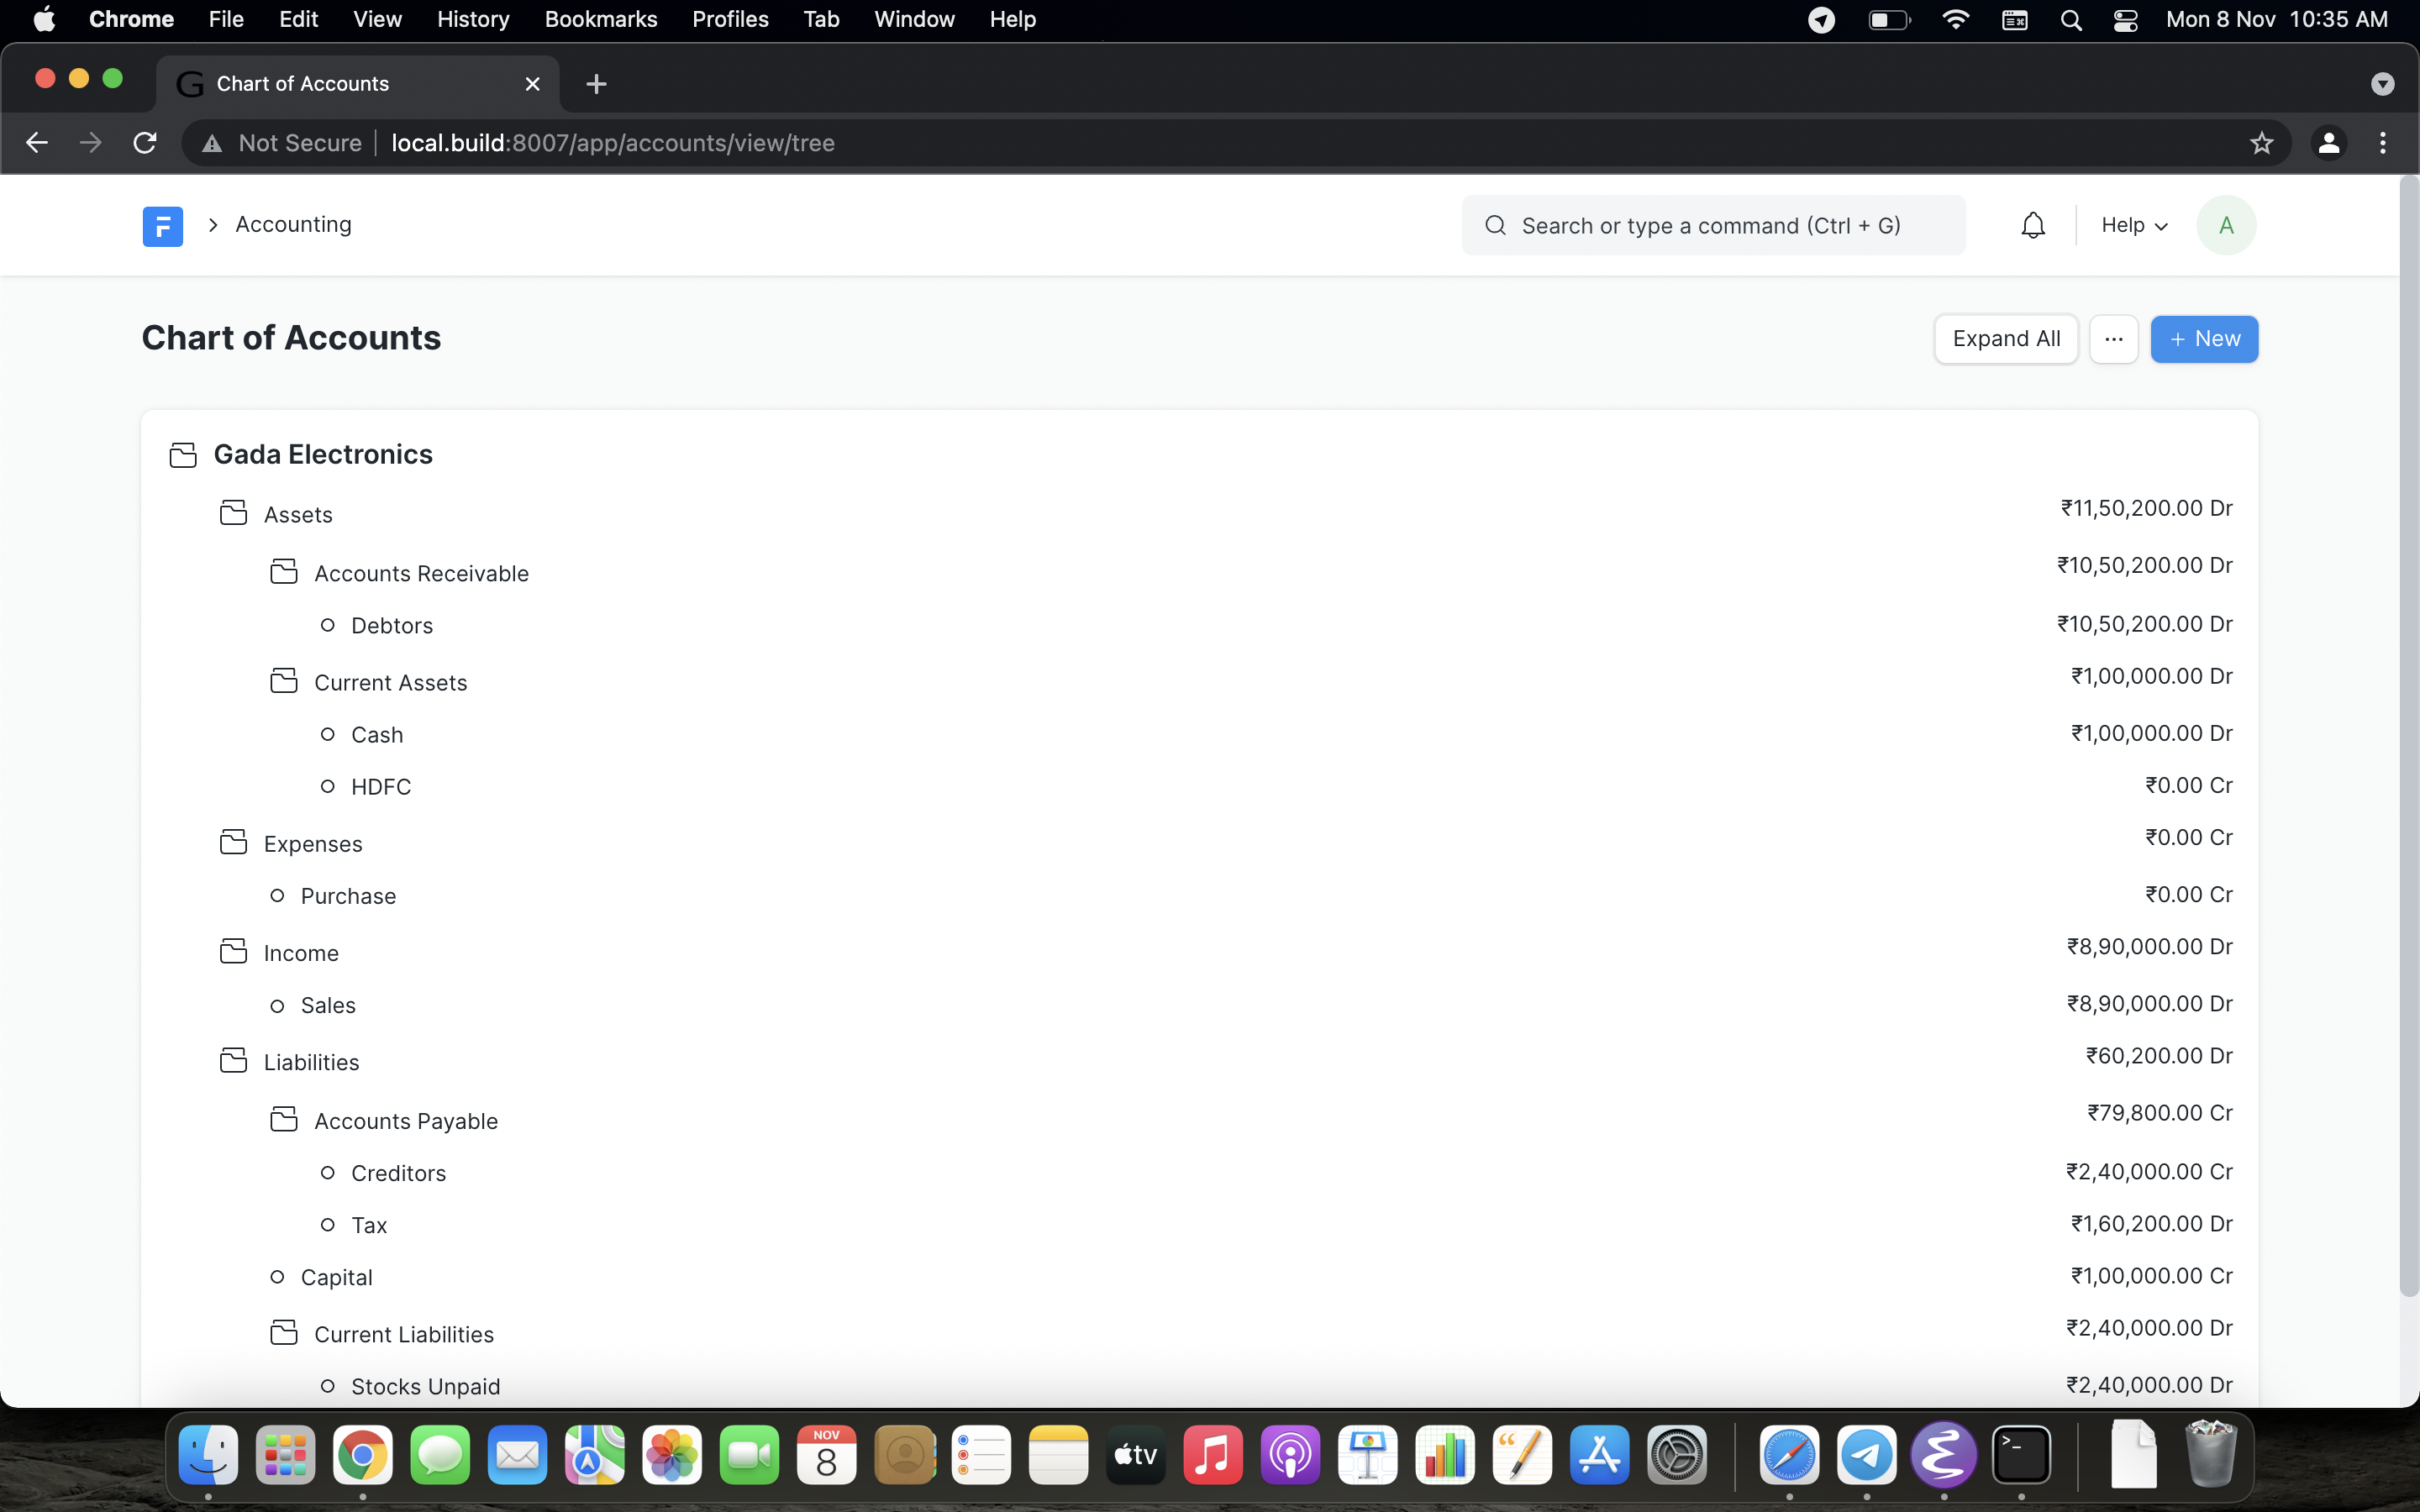 Chrome File Edit View History Bookmarks Profiles Tab Window Help Mon 8 Nov 10:35 AM
Chart of Accounts
Not Secure local.build:8007/app/accounts/view/tree
Accounting Search or type a command (Ctrl + G) Help A
Chart of Accounts Expand All ··· + New
Gada Electronics
Assets ₹11,50,200.00 Dr
Accounts Receivable ₹10,50,200.00 Dr
Debtors ₹10,50,200.00 Dr
Current Assets ₹1,00,000.00 Dr
Cash ₹1,00,000.00 Dr
HDFC ₹0.00 Cr
Expenses ₹0.00 Cr
Purchase ₹0.00 Cr
Income ₹8,90,000.00 Dr
Sales ₹8,90,000.00 Dr
Liabilities ₹60,200.00 Dr
Accounts Payable ₹79,800.00 Cr
Creditors ₹2,40,000.00 Cr
Tax ₹1,60,200.00 Dr
Capital ₹1,00,000.00 Cr
Current Liabilities ₹2,40,000.00 Dr
Stocks Unpaid ₹2,40,000.00 Dr
NOV
8
tv